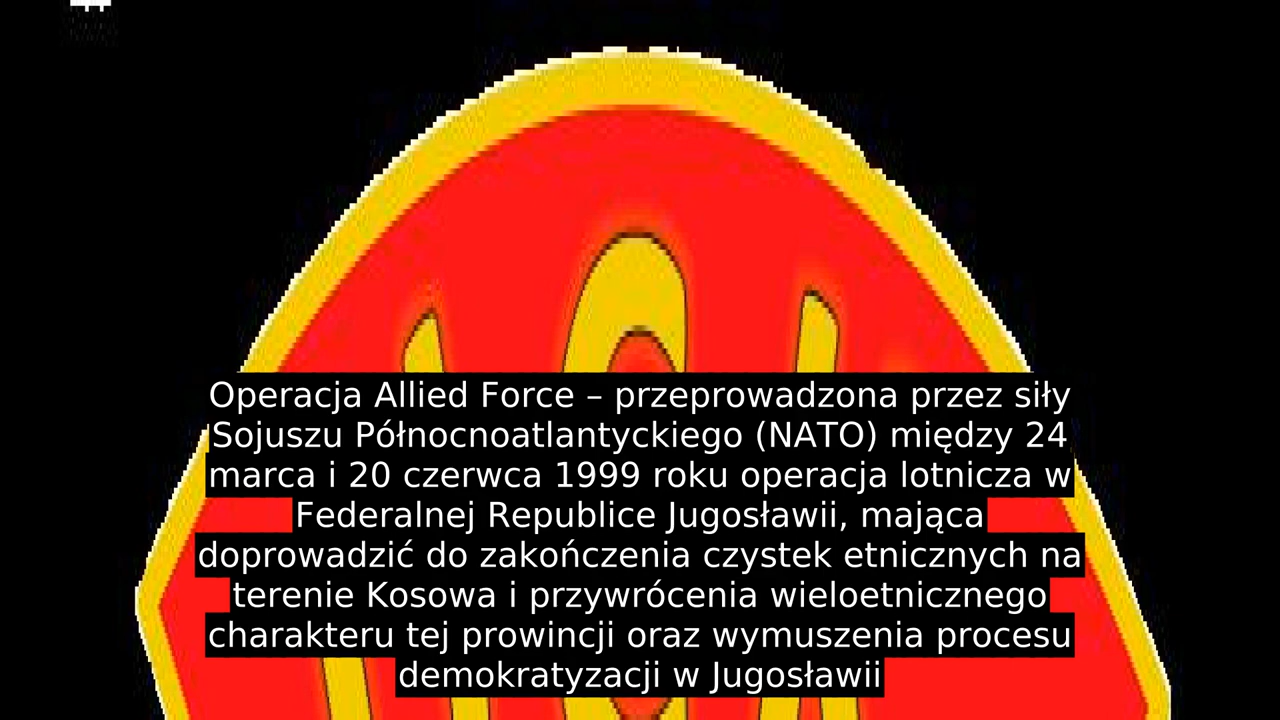 Operacja Allied Force – przeprowadzona przez siły
Sojuszu Północnoatlantyckiego (NATO) między 24
marca i 20 czerwca 1999 roku operacja lotnicza w
Federalnej Republice Jugosławii, mająca
doprowadzić do zakończenia czystek etnicznych na
terenie Kosowa i przywrócenia wieloetnicznego
charakteru tej prowincji oraz wymuszenia procesu
demokratyzacji w Jugosławii